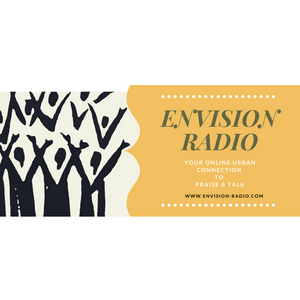 ENVISION
RADIO
YOUR ONLINE URBAN
CONNECTION
TO
PRAISE & TALK
WWW.ENVISION-RADIO.COM